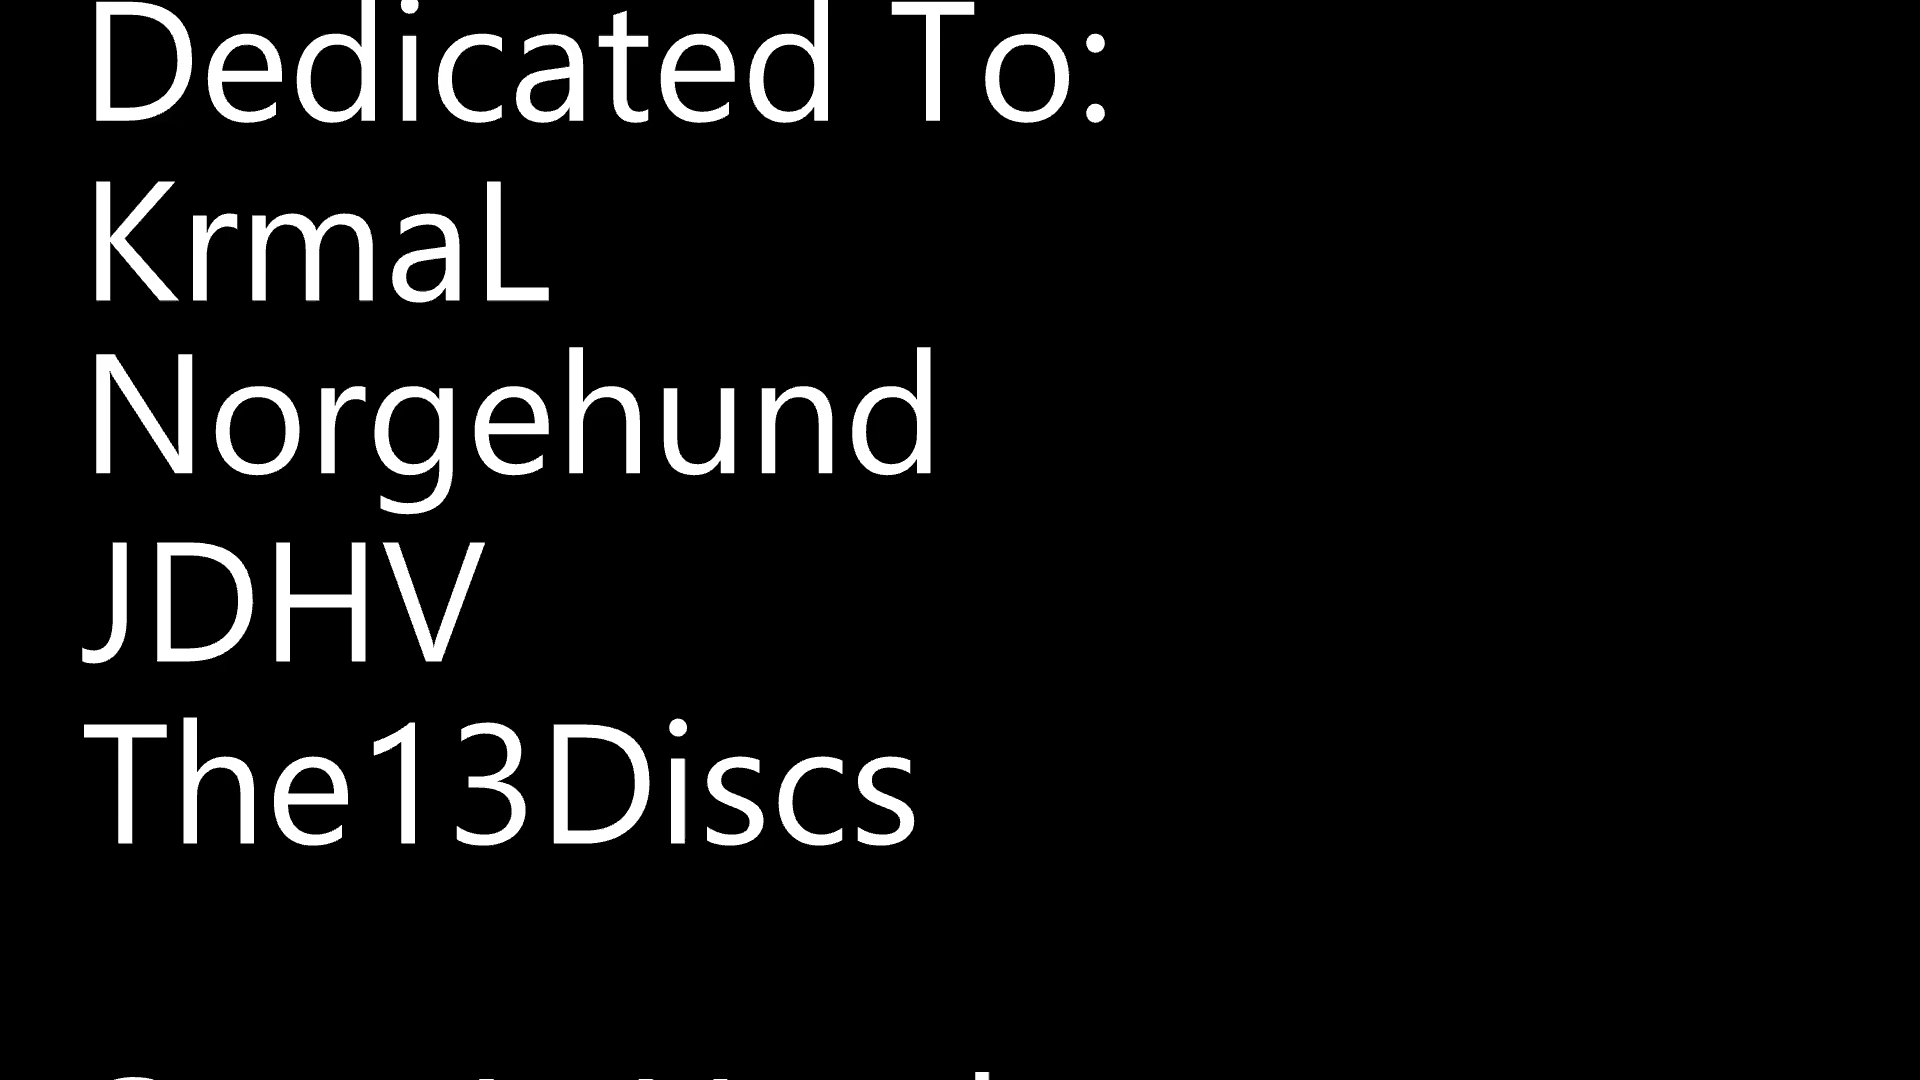 Dedicated To:
KrmaL
Norgehund
JDHV
The13Discs